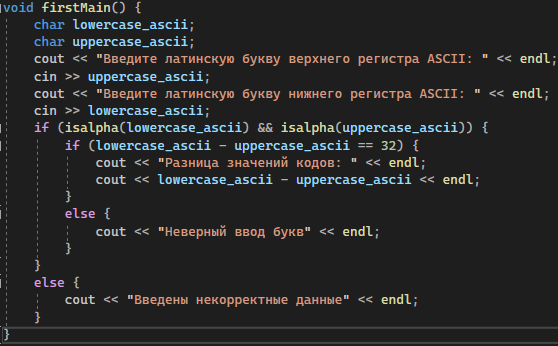 void firstMain() {
    char lowercase_ascii;
    char uppercase_ascii;
    cout << "Введите латинскую букву верхнего регистра ASCII: " << endl;
    cin >> uppercase_ascii;
    cout << "Введите латинскую букву нижнего регистра ASCII: " << endl;
    cin >> lowercase_ascii;
    if (isalpha(lowercase_ascii) && isalpha(uppercase_ascii)) {
        if (lowercase_ascii - uppercase_ascii == 32) {
            cout << "Разница значений кодов: " << endl;
            cout << lowercase_ascii - uppercase_ascii << endl;
        }
        else {
            cout << "Неверный ввод букв" << endl;
        }
    }
    else {
        cout << "Введены некорректные данные" << endl;
    }
}